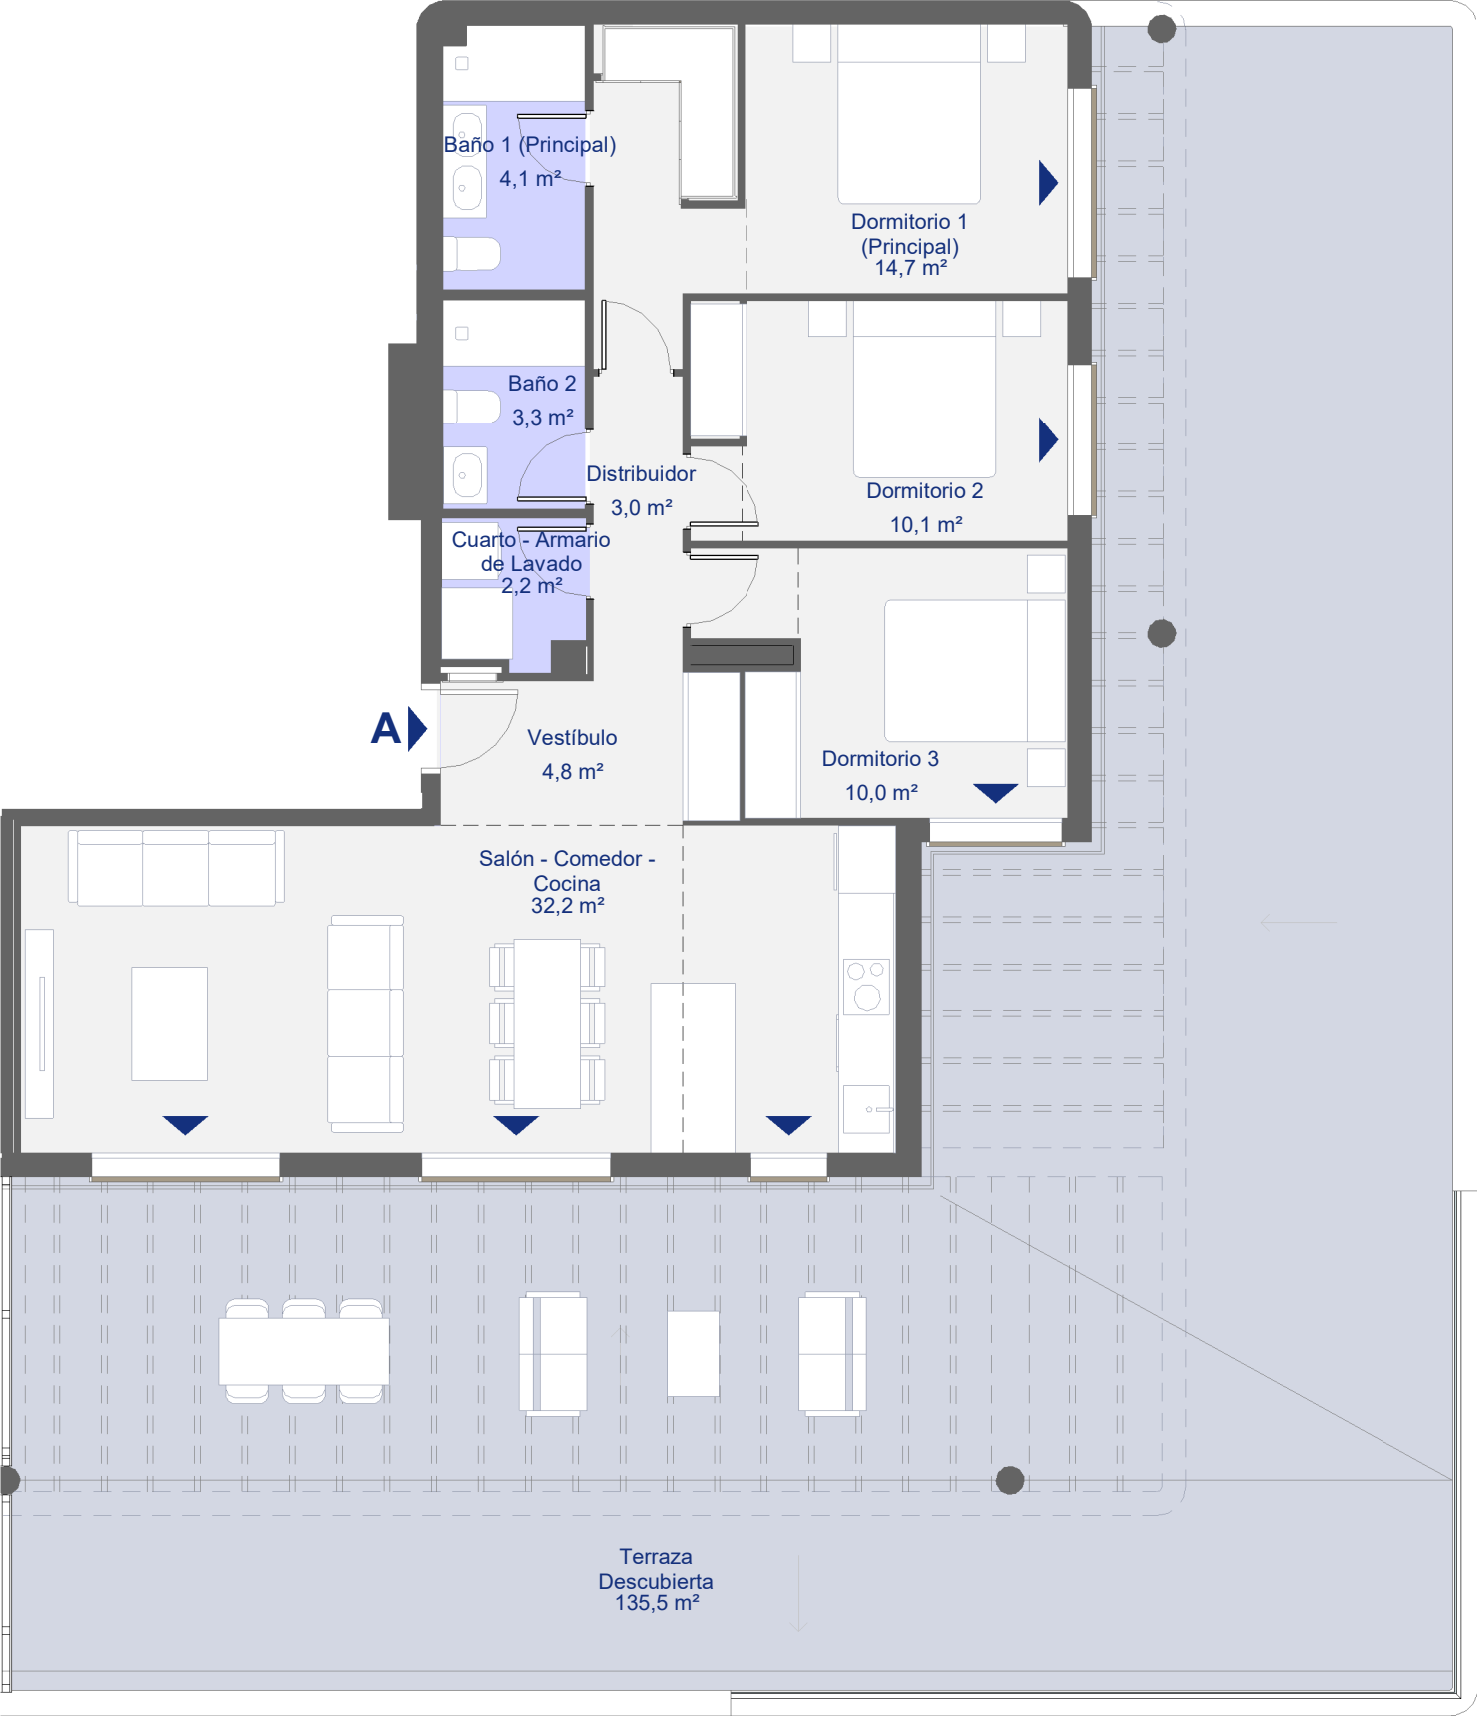 Baño 1 (Principal)
4,1 m²
Dormitorio 1
(Principal)
14,7 m²
Baño 2
3,3 m²
Distribuidor
3,0 m²
Dormitorio 2
10,1 m²
Cuarto - Armario
de Lavado
2,2 m²
A
Vestíbulo
4,8 m²
Dormitorio 3
10,0 m²
Salón - Comedor -
Cocina
32,2 m²
Terraza
Descubierta
135,5 m²